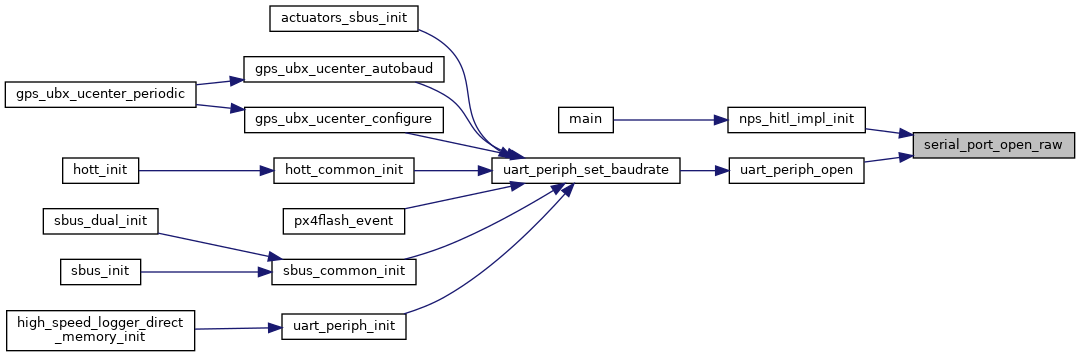 actuators_sbus_init
gps_ubx_ucenter_autobaud
gps_ubx_ucenter_periodic
gps_ubx_ucenter_configure
main
nps_hitl_impl_init
serial_port_open_raw
hott_init
hott_common_init
uart_periph_set_baudrate
uart_periph_open
px4flash_event
sbus_dual_init
sbus_init
sbus_common_init
high_speed_logger_direct
_memory_init
uart_periph_init